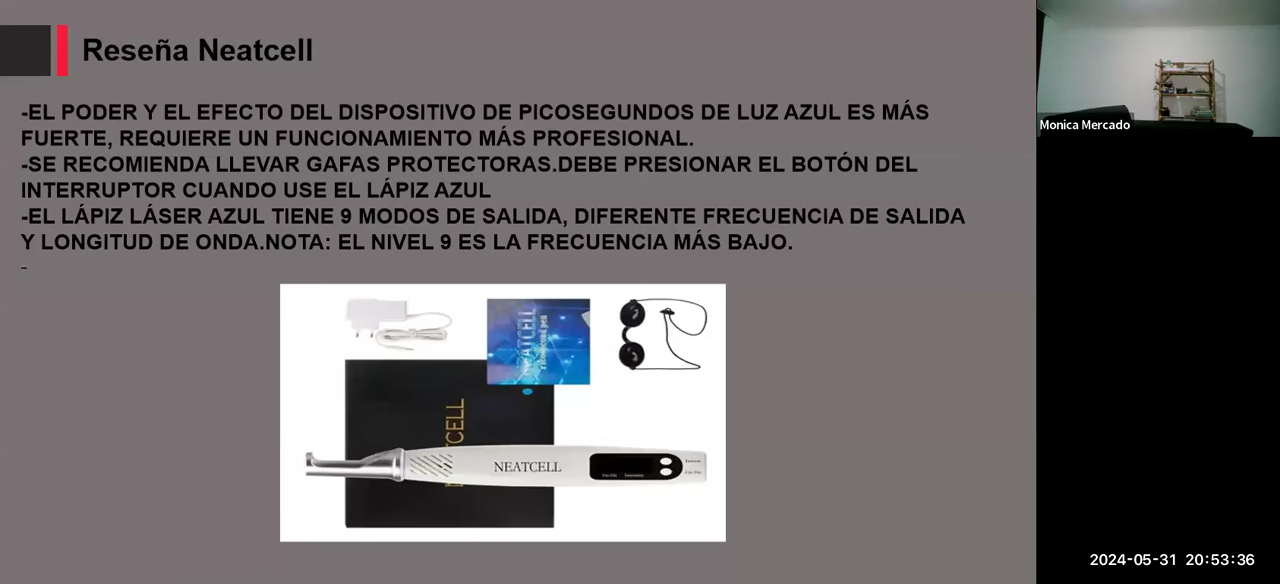 Reseña Neatcell
-EL PODER Y EL EFECTO DEL DISPOSITIVO DE PICOSEGUNDOS DE LUZ AZUL ES MÁS
FUERTE, REQUIERE UN FUNCIONAMIENTO MÁS PROFESIONAL.
-SE RECOMIENDA LLEVAR GAFAS PROTECTORAS.DEBE PRESIONAR EL BOTÓN DEL
INTERRUPTOR CUANDO USE EL LÁPIZ AZUL
-EL LÁPIZ LÁSER AZUL TIENE 9 MODOS DE SALIDA, DIFERENTE FRECUENCIA DE SALIDA
Y LONGITUD DE ONDA.NOTA: EL NIVEL 9 ES LA FRECUENCIA MÁS BAJO.
-
NEATCELL
Picosecond pen
NEATCELL
Monica Mercado
2024-05-31 20:53:36